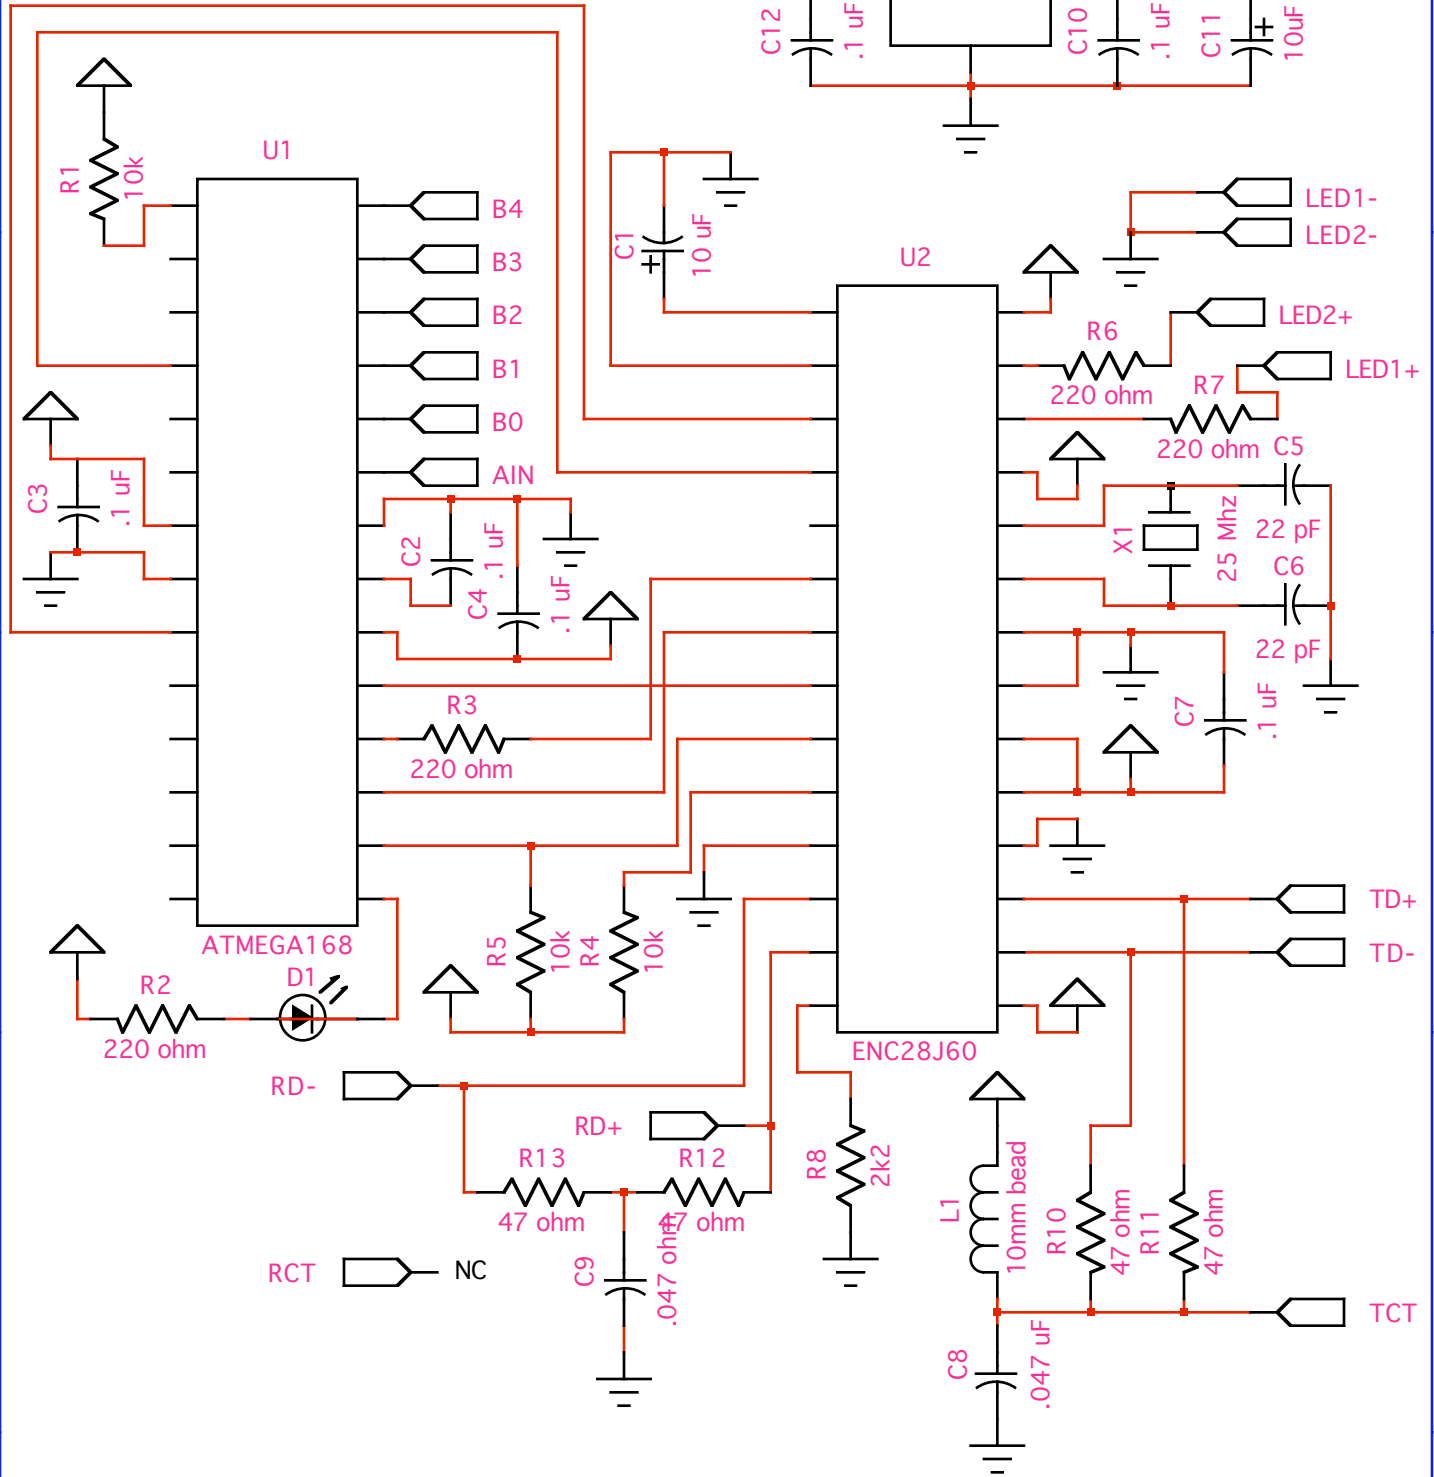 C12
.1 uF
C10
.1 uF
C11
10uF
+
U1
R1
10k
B4
B3
B2
B1
B0
AIN
C1
10 uF
+
U2
LED1-
LED2-
LED2+
R6
220 ohm
LED1+
R7
220 ohm
C5
22 pF
X1
25 Mhz
C6
22 pF
C3
.1 uF
C2
.1 uF
C4
.1 uF
R3
220 ohm
C7
.1 uF
ATMEGA168
R5
10k
R4
10k
TD+
TD-
R2
220 ohm
D1
ENC28J60
RD-
RD+
R13
47 ohm
R12
47 ohm
R8
2k2
L1
10mm bead
R10
47 ohm
R11
47 ohm
RCT
NC
C9
.047 ohm
TCT
C8
.047 uF